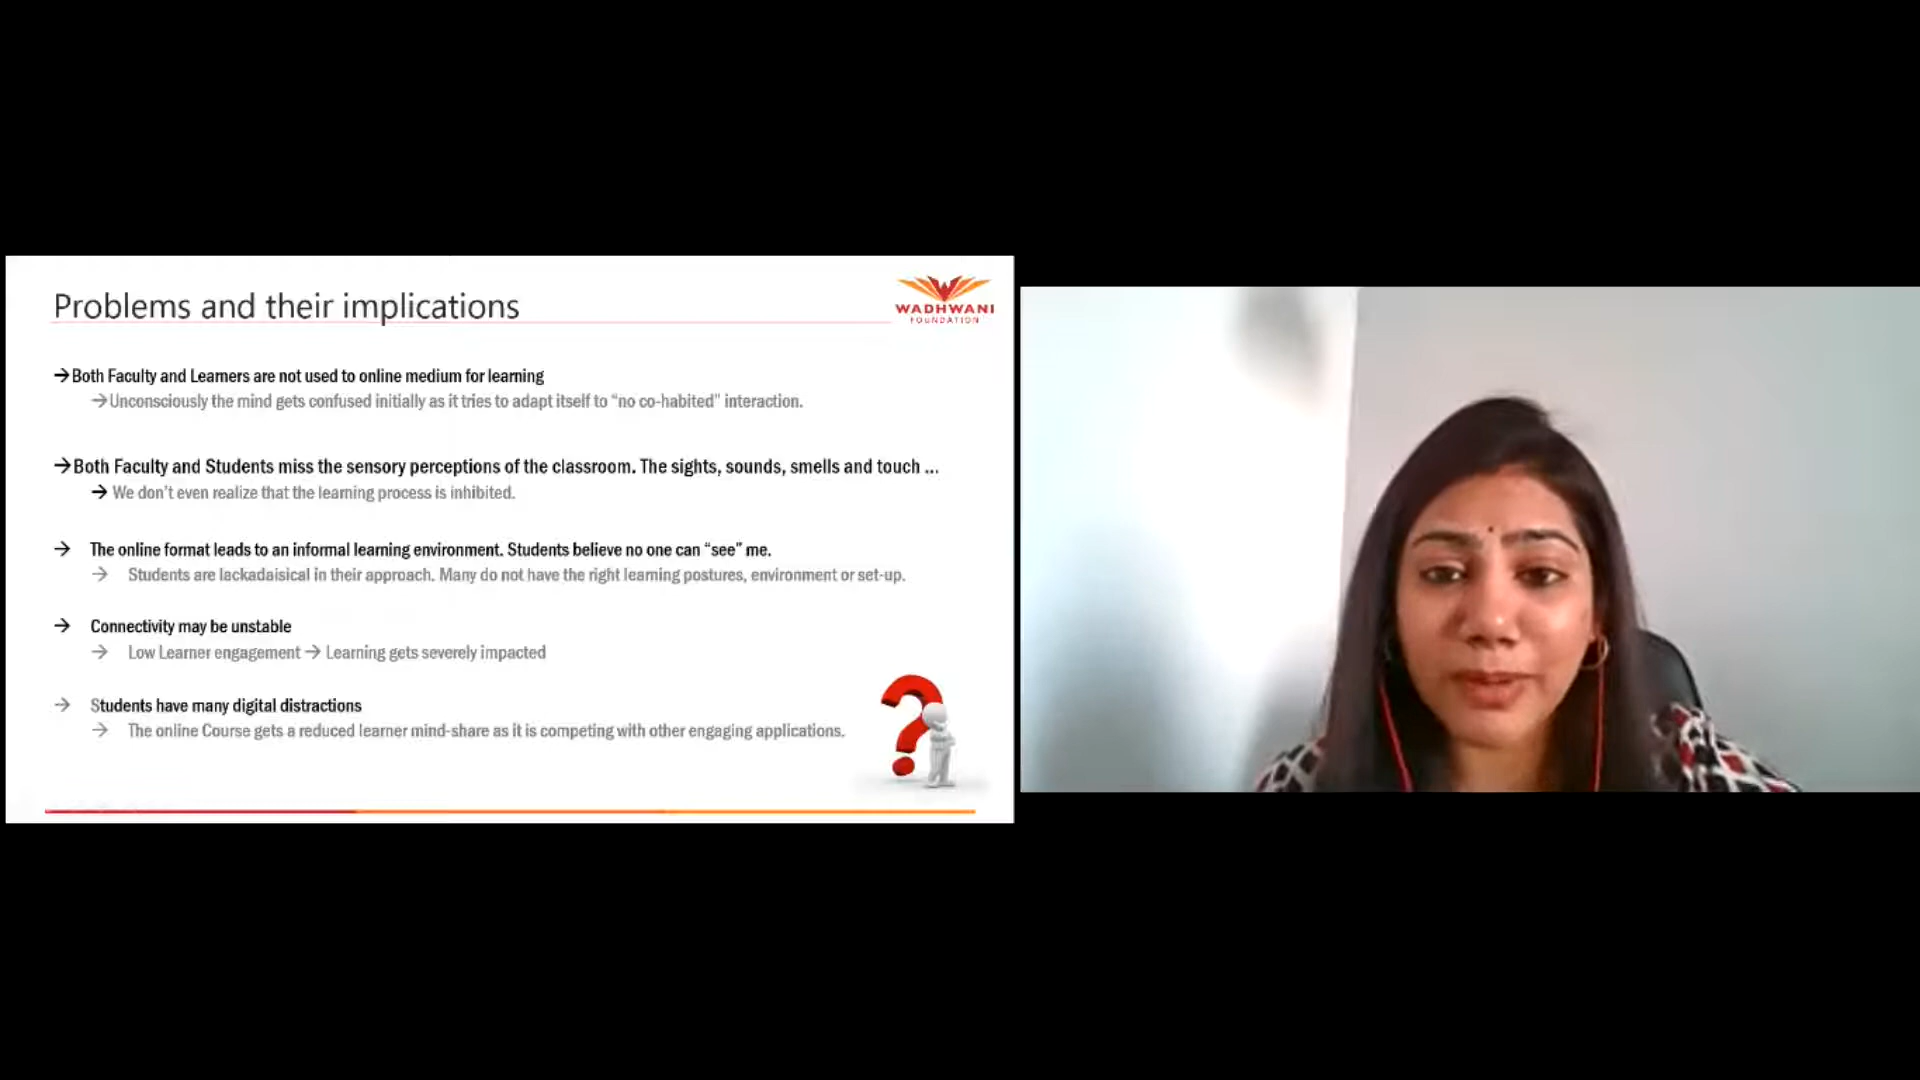 Problems and their implications
WADHWANI
FOUNDATION
→Both Faculty and Learners are not used to online medium for learning
→Unconsciously the mind gets confused initially as it tries to adapt itself to “no co-habited” interaction.
→Both Faculty and Students miss the sensory perceptions of the classroom. The sights, sounds, smells and touch ...
→ We don’t even realize that the learning process is inhibited.
→ The online format leads to an informal learning environment. Students believe no one can “see” me.
→ Students are lackadaisical in their approach. Many do not have the right learning postures, environment or set-up.
→ Connectivity may be unstable
→ Low Learner engagement → Learning gets severely impacted
→ Students have many digital distractions
→ The online Course gets a reduced learner mind-share as it is competing with other engaging applications.